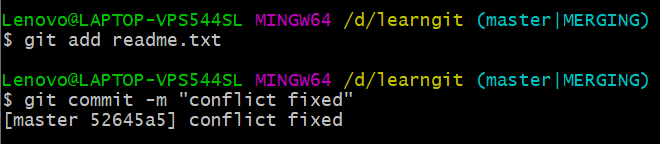 Lenovo@LAPTOP-VPS544SL MINGW64 /d/learngit (master|MERGING)
$ git add readme.txt
Lenovo@LAPTOP-VPS544SL MINGW64 /d/learngit (master|MERGING)
$ git commit -m "conflict fixed"
[master 52645a5] conflict fixed